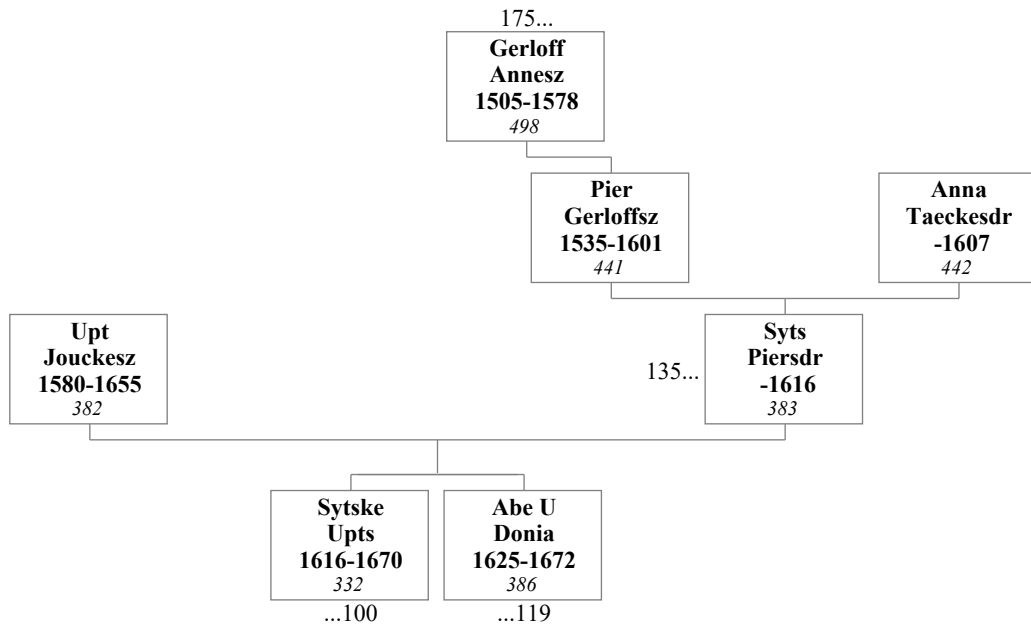 175...
Gerloff
Annesz
1505-1578
498
Pier
Gerloffsz
1535-1601
441
Anna
Taeckesdr
-1607
442
Upt
Jouckesz
1580-1655
382
135...
Syts
Piersdr
-1616
383
Sytske
Upts
1616-1670
332
...100
Abe U
Donia
1625-1672
386
...119